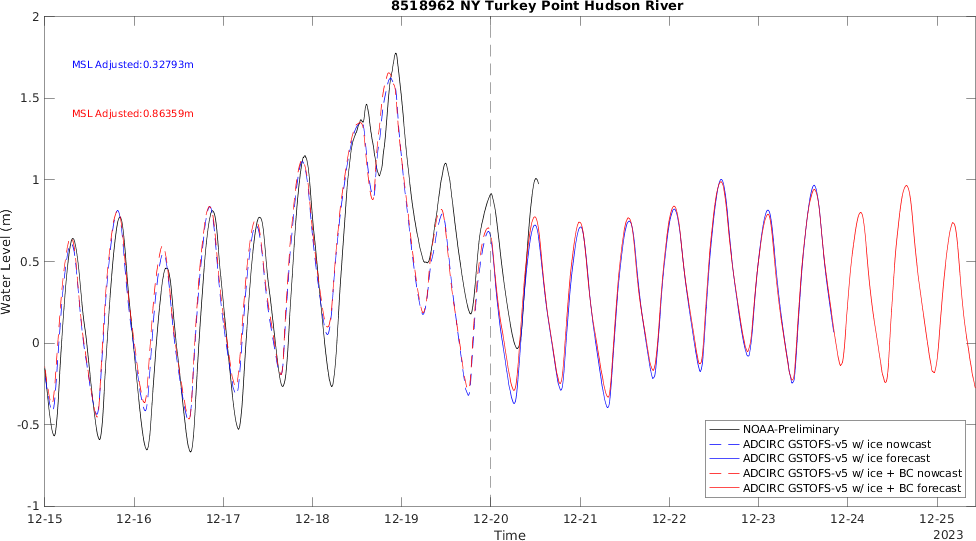 8518962 NY Turkey Point Hudson River
MSL Adjusted:0.32793m
MSL Adjusted:0.86359m
Water Level (m)
2
1.5
1
0.5
0
-0.5
-1
NOAA-Preliminary
ADCIRC GSTOFS-v5 w/ ice nowcast
ADCIRC GSTOFS-v5 w/ ice forecast
ADCIRC GSTOFS-v5 w/ ice + BC nowcast
ADCIRC GSTOFS-v5 w/ ice + BC forecast
12-15 12-16 12-17 12-18 12-19 12-20 12-21 12-22 12-23 12-24 12-25
Time
2023